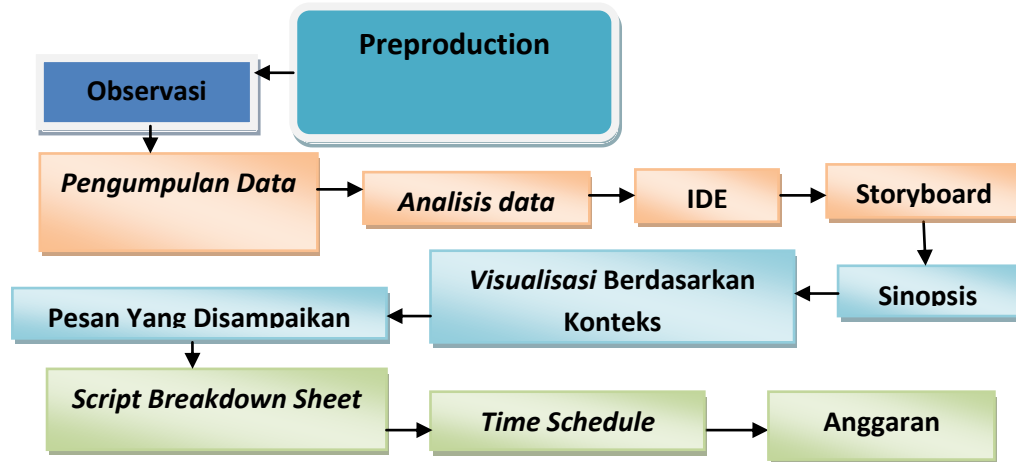 Preproduction
Observasi
Pengumpulan Data
Analisis data
IDE
Storyboard
Sinopsis
Visualisasi Berdasarkan
Konteks
Pesan Yang Disampaikan
Script Breakdown Sheet
Time Schedule
Anggaran